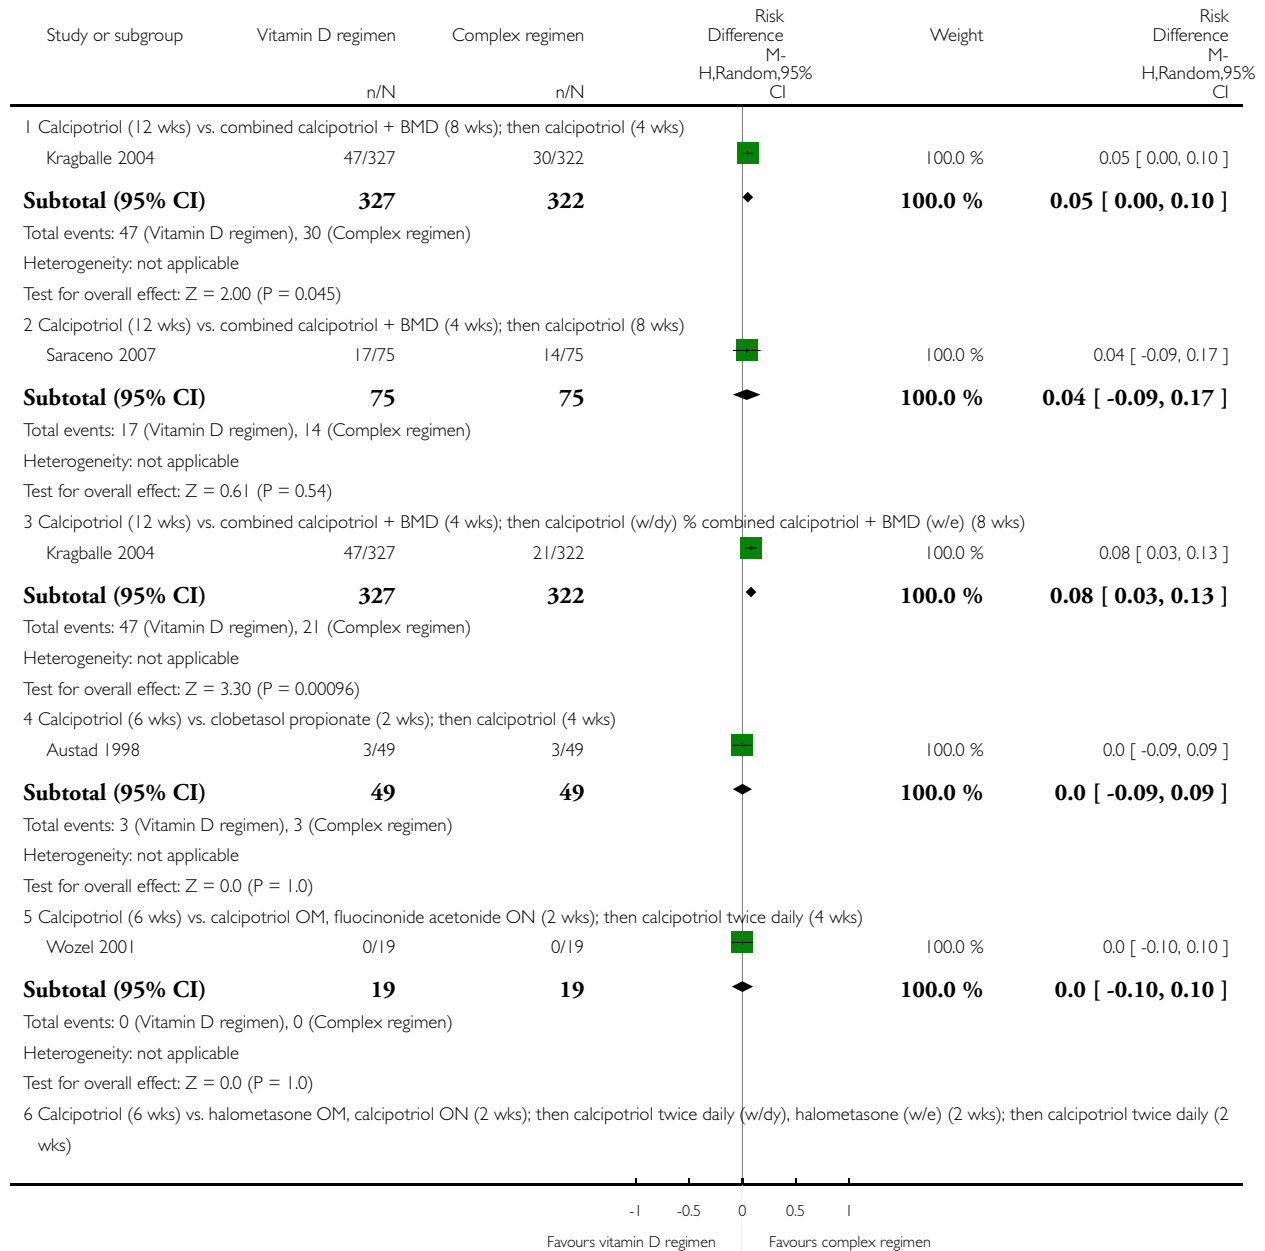 Risk Risk
Study or subgroup Vitamin D regimen Complex regimen Difference Weight Difference
M- M-
H,Random,95% H,Random,95%
n/N n/N CI CI
1 Calcipotriol (12 wks) vs. combined calcipotriol + BMD (8 wks); then calcipotriol (4 wks)
Kragballe 2004 47/327 30/322 100.0 % 0.05 [ 0.00, 0.10 ]
Subtotal (95% CI) 327 322 100.0 % 0.05 [ 0.00, 0.10 ]
Total events: 47 (Vitamin D regimen), 30 (Complex regimen)
Heterogeneity: not applicable
Test for overall effect: Z = 2.00 (P = 0.045)
2 Calcipotriol (12 wks) vs. combined calcipotriol + BMD (4 wks); then calcipotriol (8 wks)
Saraceno 2007 17/75 14/75 100.0 % 0.04 [ -0.09, 0.17 ]
Subtotal (95% CI) 75 75 100.0 % 0.04 [ -0.09, 0.17 ]
Total events: 17 (Vitamin D regimen), 14 (Complex regimen)
Heterogeneity: not applicable
Test for overall effect: Z = 0.61 (P = 0.54)
3 Calcipotriol (12 wks) vs. combined calcipotriol + BMD (4 wks); then calcipotriol (w/dy) % combined calcipotriol + BMD (w/e) (8 wks)
Kragballe 2004 47/327 21/322 100.0 % 0.08 [ 0.03, 0.13 ]
Subtotal (95% CI) 327 322 100.0 % 0.08 [ 0.03, 0.13 ]
Total events: 47 (Vitamin D regimen), 21 (Complex regimen)
Heterogeneity: not applicable
Test for overall effect: Z = 3.30 (P = 0.00096)
4 Calcipotriol (6 wks) vs. clobetasol propionate (2 wks); then calcipotriol (4 wks)
Austad 1998 3/49 3/49 100.0 % 0.0 [ -0.09, 0.09 ]
Subtotal (95% CI) 49 49 100.0 % 0.0 [ -0.09, 0.09 ]
Total events: 3 (Vitamin D regimen), 3 (Complex regimen)
Heterogeneity: not applicable
Test for overall effect: Z = 0.0 (P = 1.0)
5 Calcipotriol (6 wks) vs. calcipotriol OM, fluocinonide acetonide ON (2 wks); then calcipotriol twice daily (4 wks)
Wozel 2001 0/19 0/19 100.0 % 0.0 [ -0.10, 0.10 ]
Subtotal (95% CI) 19 19 100.0 % 0.0 [ -0.10, 0.10 ]
Total events: 0 (Vitamin D regimen), 0 (Complex regimen)
Heterogeneity: not applicable
Test for overall effect: Z = 0.0 (P = 1.0)
6 Calcipotriol (6 wks) vs. halometasone OM, calcipotriol ON (2 wks); then calcipotriol twice daily (w/dy), halometasone (w/e) (2 wks); then calcipotriol twice daily (2
wks)
-1 -0.5 0 0.5 1
Favours vitamin D regimen Favours complex regimen